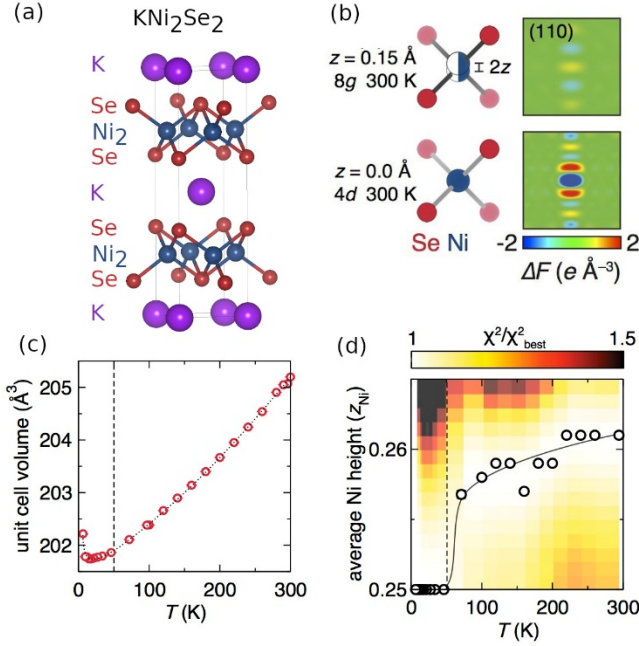 (a)
KNi₂Se₂
K
Se
Ni₂
Se
K
Se
Ni₂
Se
K
(b)
z = 0.15 Å
8g 300 K
2z
(110)
z = 0.0 Å
4d 300 K
Se Ni
-2 2
ΔF (e Å⁻³)
(c)
unit cell volume (Å³)
205
204
203
202
0 100 200 300
T (K)
(d)
1 χ²/χ²best 1.5
average Ni height (zNi)
0.26
0.25
0 100 200 300
T (K)